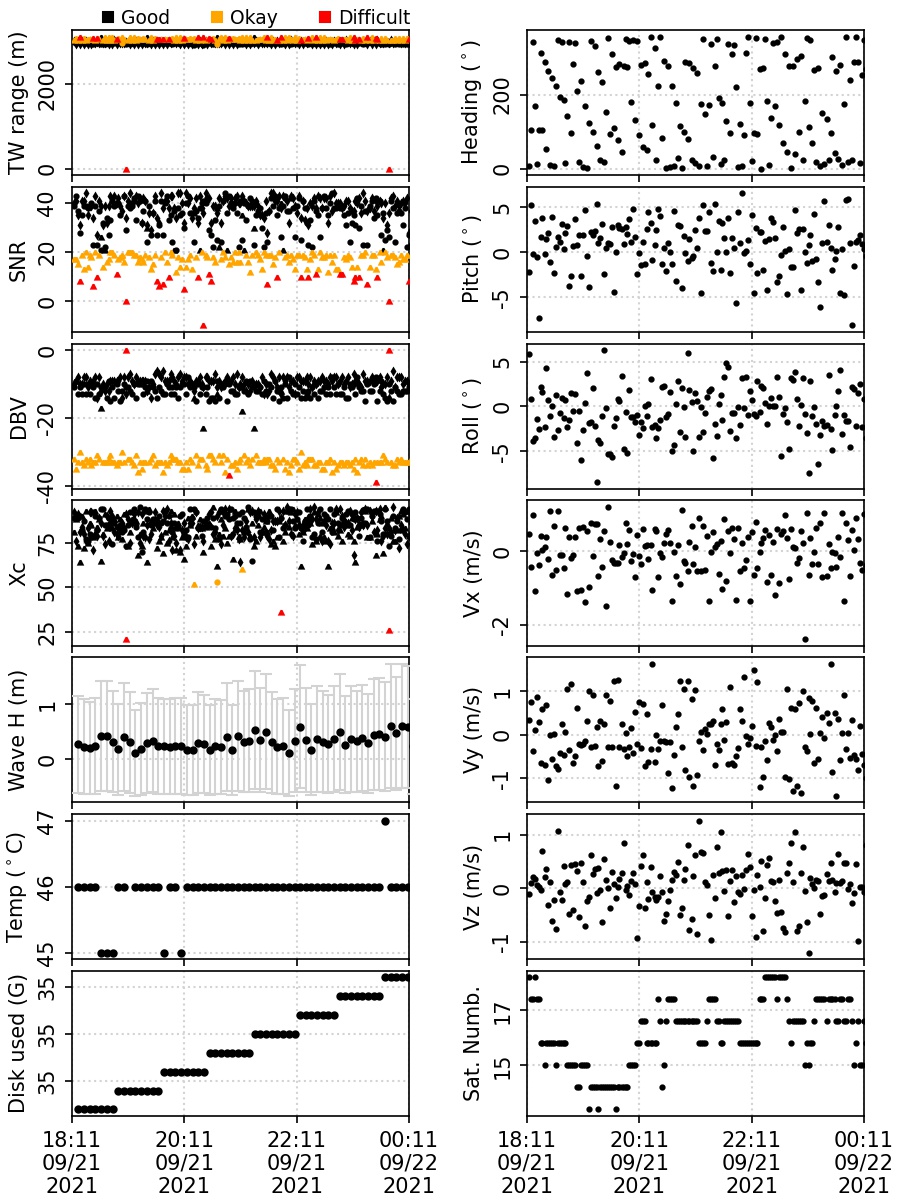 Good Okay Difficult
TW range (m)
2000
0
Heading (°)
200
0
SNR
40
20
0
Pitch (°)
5
0
-5
DBV
0
-20
-40
Roll (°)
5
0
-5
Xc
75
50
25
Vx (m/s)
0
-2
Wave H (m)
1
0
Vy (m/s)
1
0
-1
Temp (°C)
47
46
45
Vz (m/s)
1
0
-1
Disk used (G)
35
35
35
Sat. Numb.
17
15
18:11 20:11 22:11 00:11
09/21 09/21 09/21 09/22
2021 2021 2021 2021
18:11 20:11 22:11 00:11
09/21 09/21 09/21 09/22
2021 2021 2021 2021